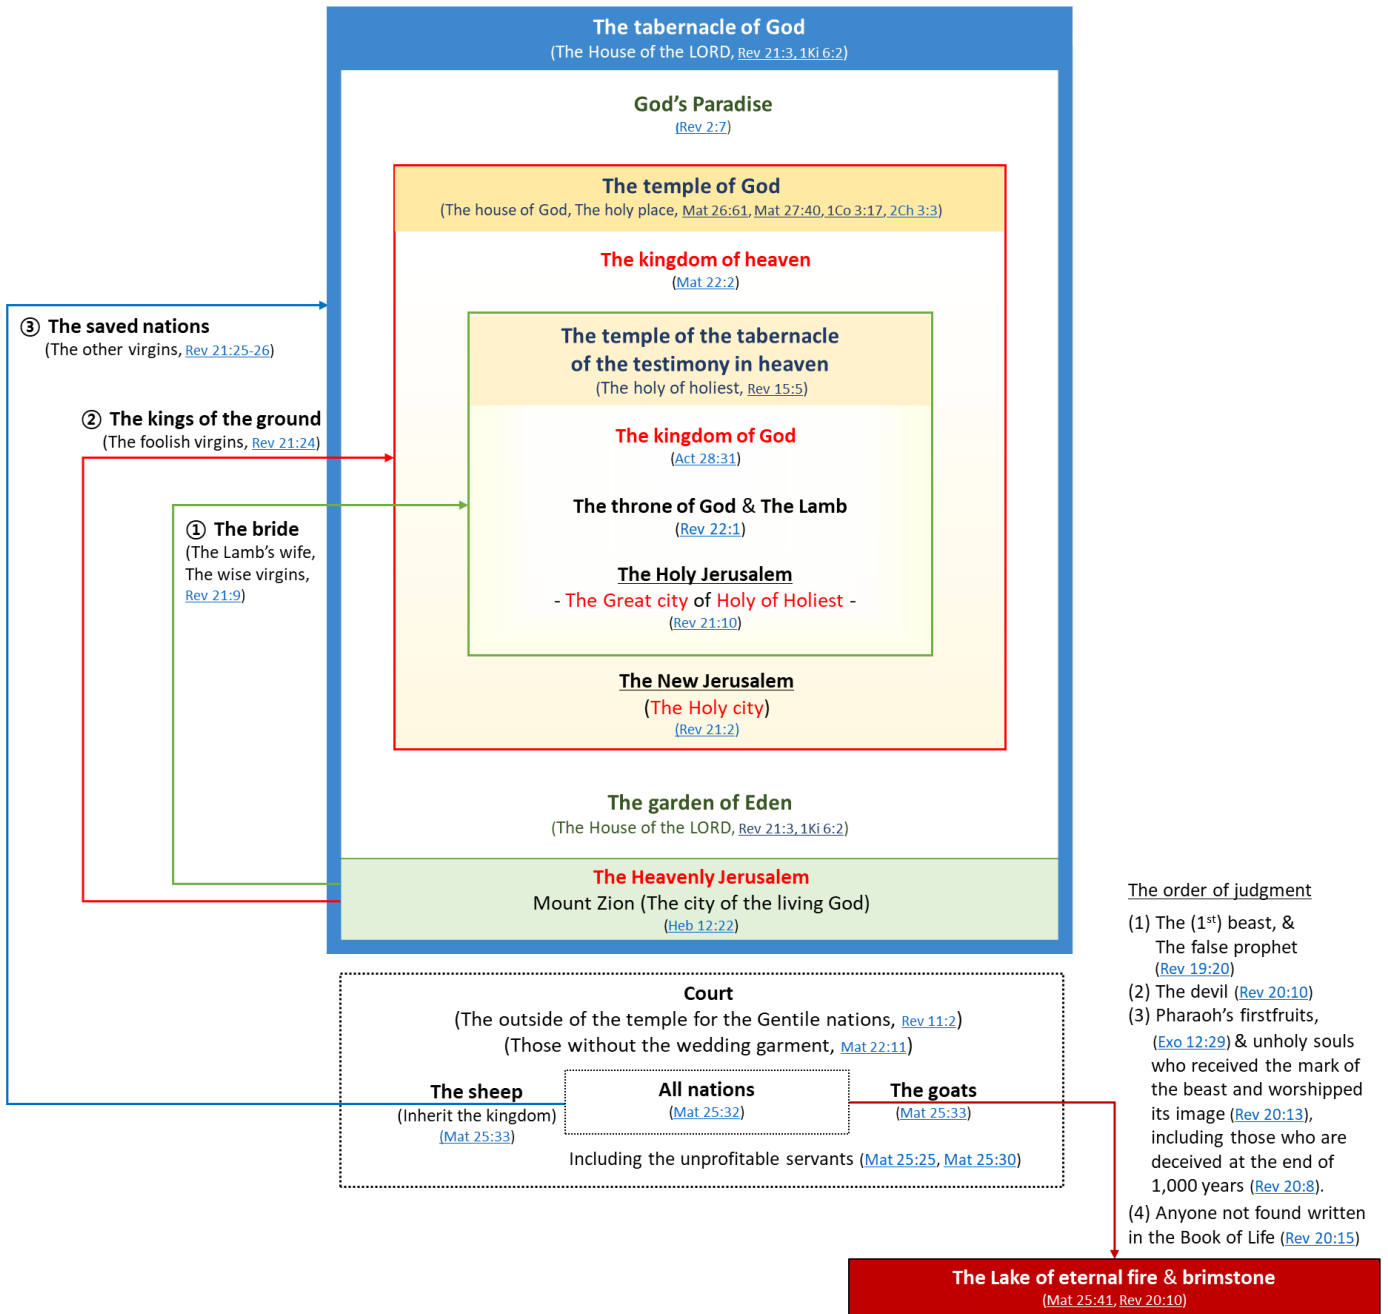 The tabernacle of God
(The House of the LORD, Rev 21:3, 1Ki 6:2)
God's Paradise
(Rev 2:7)
The temple of God
(The house of God, The holy place, Mat 26:61, Mat 27:40, 1Co 3:17, 2Ch 3:3)
The kingdom of heaven
(Mat 22:2)
The temple of the tabernacle
of the testimony in heaven
(The holy of holiest, Rev 15:5)
The kingdom of God
(Act 28:31)
The throne of God & The Lamb
(Rev 22:1)
The Holy Jerusalem
- The Great city of Holy of Holiest -
(Rev 21:10)
The New Jerusalem
(The Holy city)
(Rev 21:2)
The garden of Eden
(The House of the LORD, Rev 21:3, 1Ki 6:2)
The Heavenly Jerusalem
Mount Zion (The city of the living God)
(Heb 12:22)
③ The saved nations
(The other virgins, Rev 21:25-26)
② The kings of the ground
(The foolish virgins, Rev 21:24)
① The bride
(The Lamb's wife,
The wise virgins,
Rev 21:9)
Court
(The outside of the temple for the Gentile nations, Rev 11:2)
(Those without the wedding garment, Mat 22:11)
The sheep
(Inherit the kingdom)
(Mat 25:33)
All nations
(Mat 25:32)
The goats
(Mat 25:33)
Including the unprofitable servants (Mat 25:25, Mat 25:30)
The order of judgment
(1) The (1st) beast, &
The false prophet
(Rev 19:20)
(2) The devil (Rev 20:10)
(3) Pharaoh's firstfruits,
(Exo 12:29) & unholy souls
who received the mark of
the beast and worshipped
its image (Rev 20:13),
including those who are
deceived at the end of
1,000 years (Rev 20:8).
(4) Anyone not found written
in the Book of Life (Rev 20:15)
The Lake of eternal fire & brimstone
(Mat 25:41, Rev 20:10)